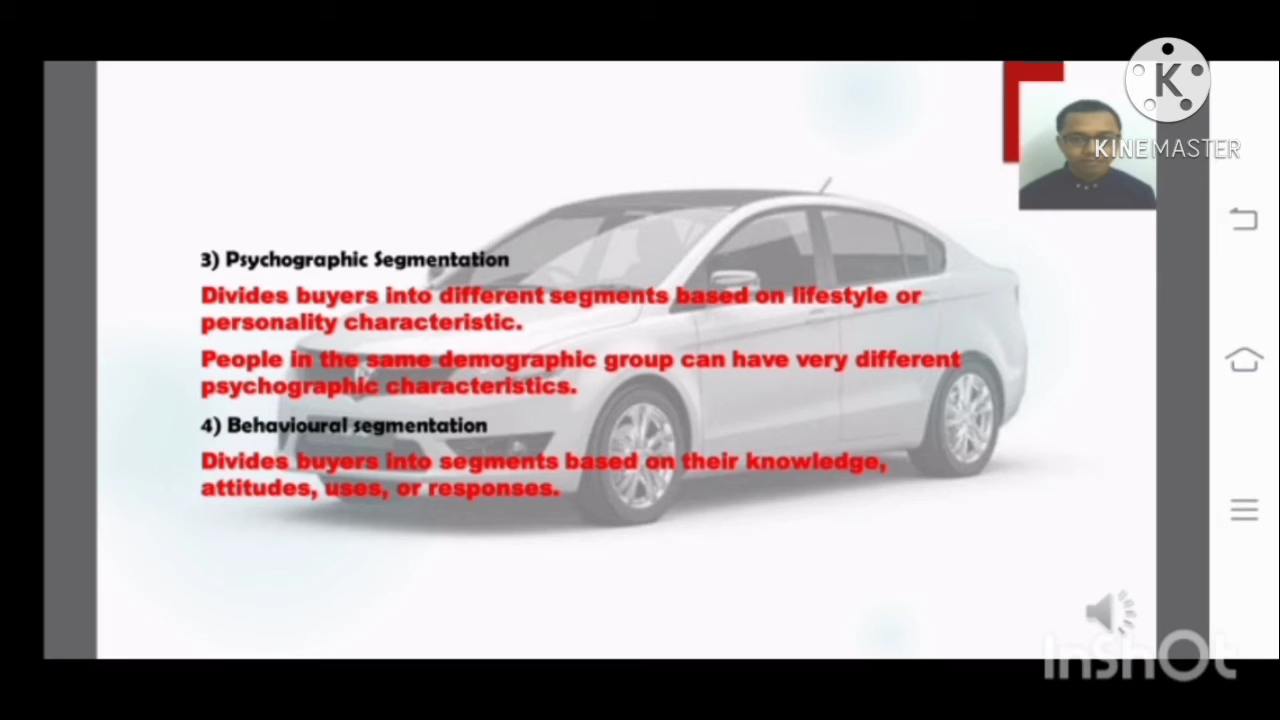 K
KINEMASTER
3) Psychographic Segmentation
Divides buyers into different segments based on lifestyle or
personality characteristic.
People in the same demographic group can have very different
psychographic characteristics.
4) Behavioural segmentation
Divides buyers into segments based on their knowledge,
attitudes, uses, or responses.
InShOt